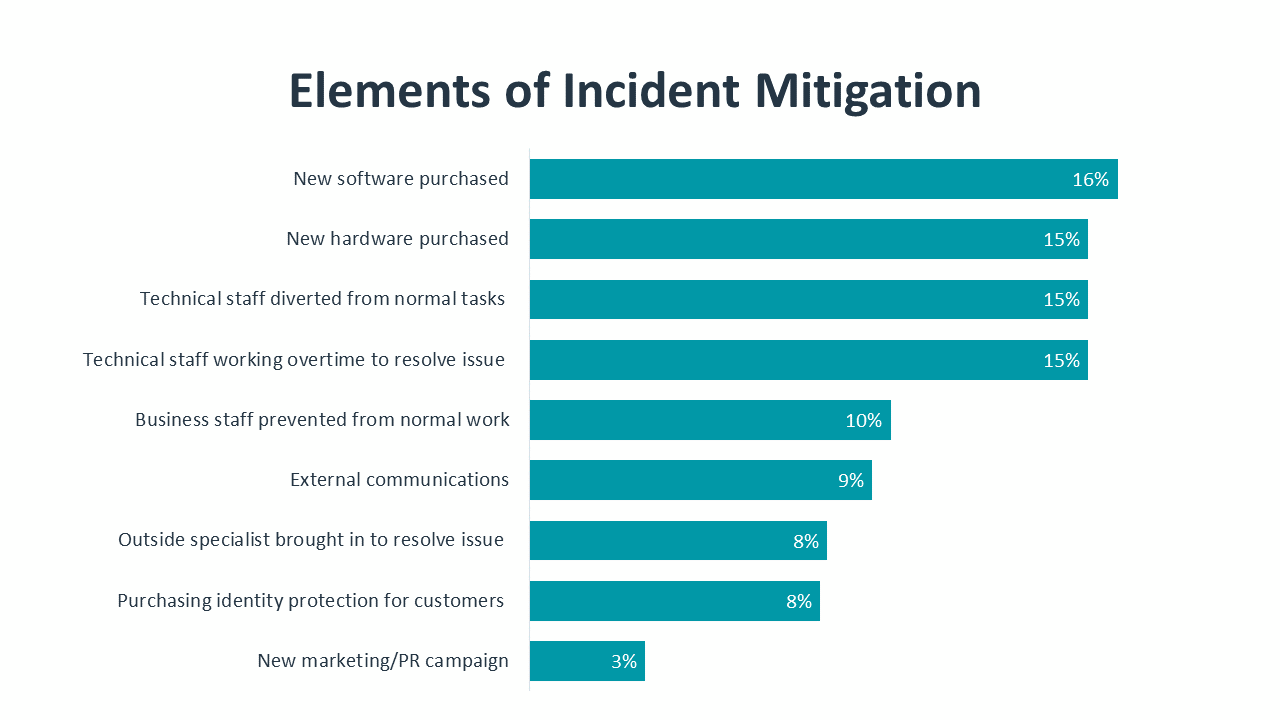 Elements of Incident Mitigation
New software purchased 16%
New hardware purchased 15%
Technical staff diverted from normal tasks 15%
Technical staff working overtime to resolve issue 15%
Business staff prevented from normal work 10%
External communications 9%
Outside specialist brought in to resolve issue 8%
Purchasing identity protection for customers 8%
New marketing/PR campaign 3%